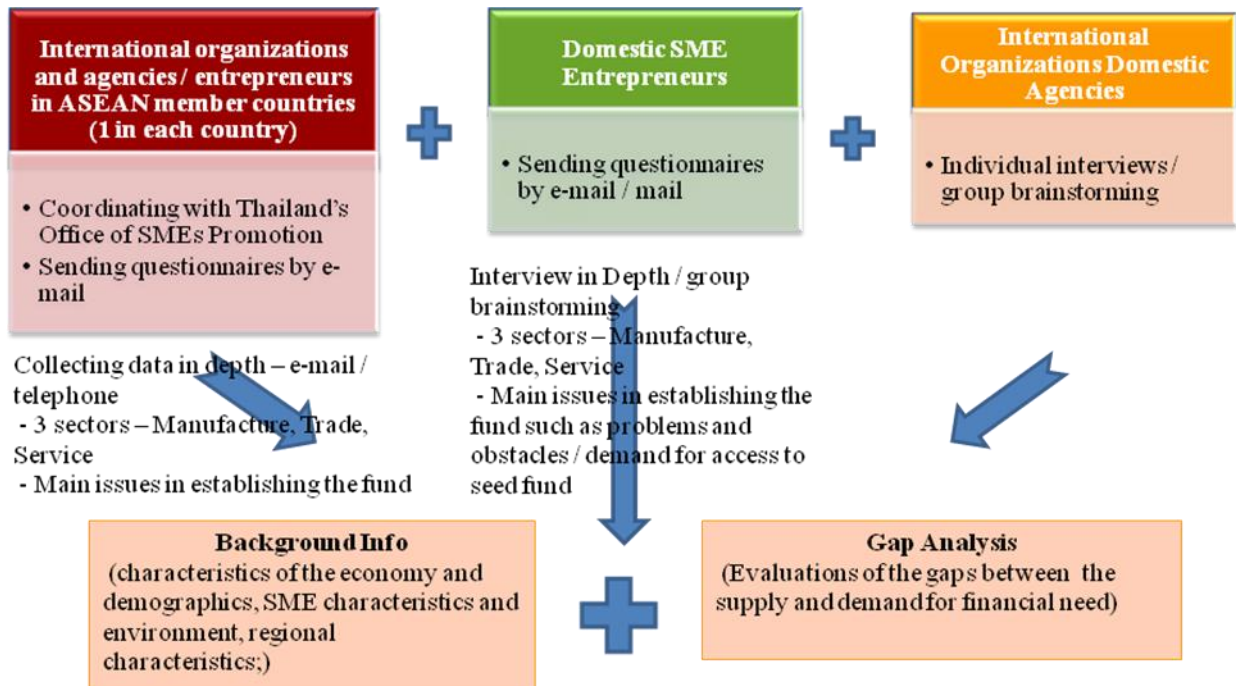 International organizations
and agencies / entrepreneurs
in ASEAN member countries
(1 in each country)
• Coordinating with Thailand's
Office of SMEs Promotion
• Sending questionnaires by e-
mail
Collecting data in depth – e-mail /
telephone
- 3 sectors – Manufacture, Trade,
Service
- Main issues in establishing the fund
Domestic SME
Entrepreneurs
• Sending questionnaires
by e-mail / mail
Interview in Depth / group
brainstorming
- 3 sectors – Manufacture,
Trade, Service
- Main issues in establishing the
fund such as problems and
obstacles / demand for access to
seed fund
International
Organizations Domestic
Agencies
• Individual interviews /
group brainstorming
Background Info
(characteristics of the economy and
demographics, SME characteristics and
environment, regional
characteristics;)
Gap Analysis
(Evaluations of the gaps between the
supply and demand for financial need)